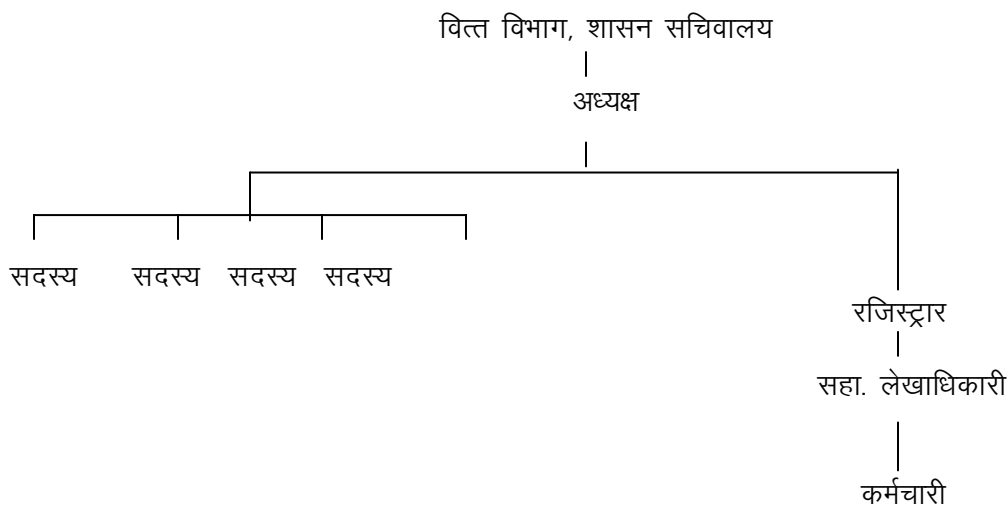 वित्त विभाग, शासन सचिवालय
अध्यक्ष
सदस्य सदस्य सदस्य सदस्य
रजिस्ट्रार
सहा. लेखाधिकारी
कर्मचारी